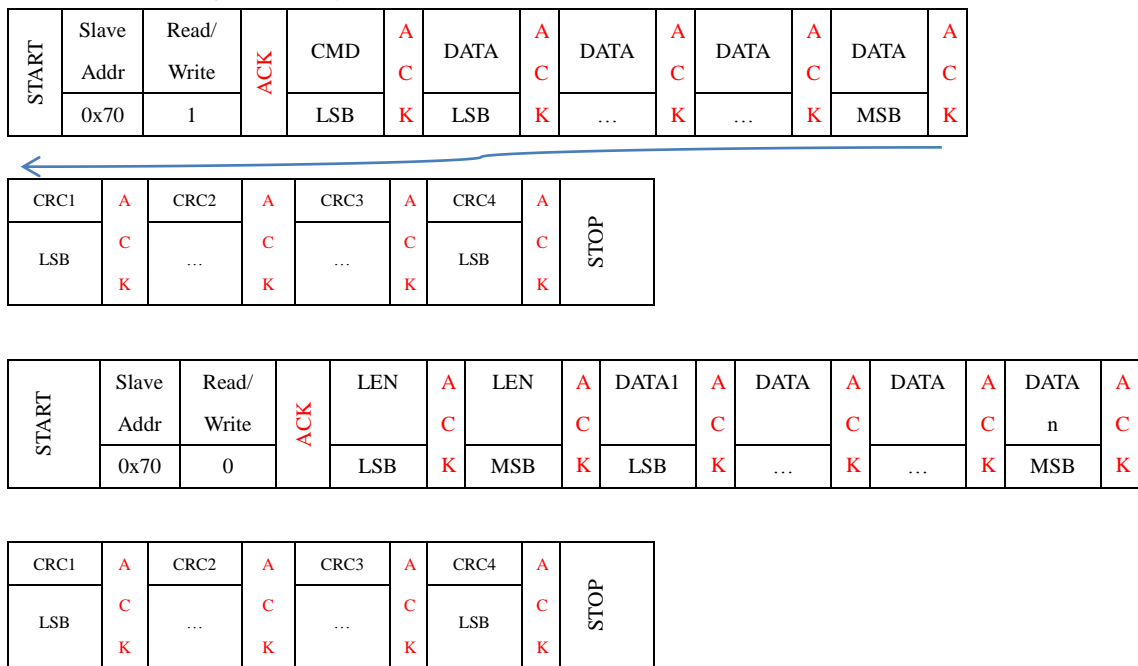 START Slave Read/ ACK CMD A DATA A DATA A DATA A DATA A
Addr Write C C C C C
0x70 1 LSB K LSB K … K … K MSB K
CRC1 A CRC2 A CRC3 A CRC4 A STOP
LSB C … C … C LSB C
K K K K
START Slave Read/ ACK LEN A LEN A DATA1 A DATA A DATA A DATA A
Addr Write C C C C C n C
0x70 0 LSB K MSB K LSB K … K … K MSB K
CRC1 A CRC2 A CRC3 A CRC4 A STOP
LSB C … C … C LSB C
K K K K